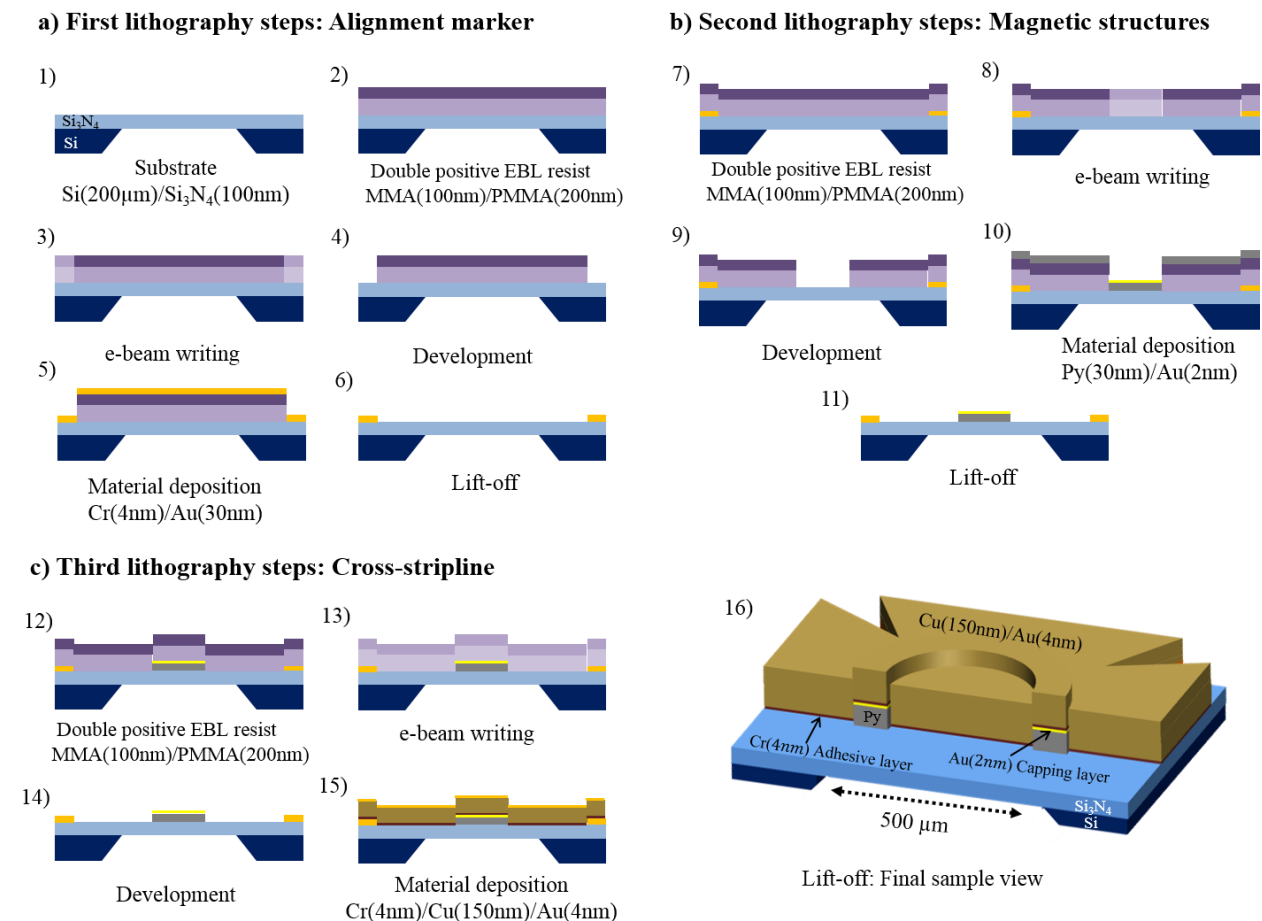 a) First lithography steps: Alignment marker
1)
Si₃N₄
Si
Substrate
Si(200μm)/Si₃N₄(100nm)
2)
Double positive EBL resist
MMA(100nm)/PMMA(200nm)
3)
e-beam writing
4)
Development
5)
Material deposition
Cr(4nm)/Au(30nm)
6)
Lift-off
b) Second lithography steps: Magnetic structures
7)
Double positive EBL resist
MMA(100nm)/PMMA(200nm)
8)
e-beam writing
9)
Development
10)
Material deposition
Py(30nm)/Au(2nm)
11)
Lift-off
c) Third lithography steps: Cross-stripline
12)
Double positive EBL resist
MMA(100nm)/PMMA(200nm)
13)
e-beam writing
14)
Development
15)
Material deposition
Cr(4nm)/Cu(150nm)/Au(4nm)
16)
Cu(150nm)/Au(4nm)
Py
Cr(4nm) Adhesive layer
Au(2nm) Capping layer
Si₃N₄
Si
500 μm
Lift-off: Final sample view